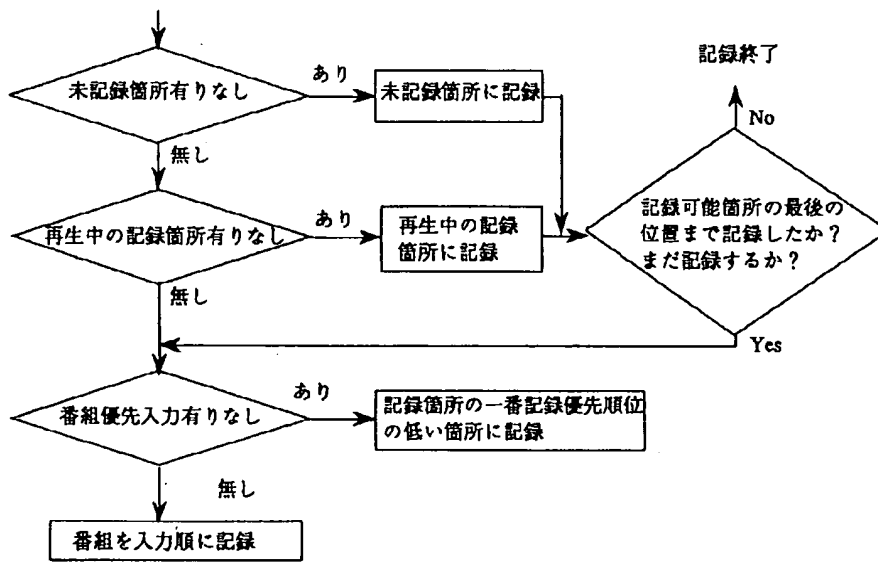 記録終了
未記録箇所有りなし
あり
未記録箇所に記録
No
無し
再生中の記録箇所有りなし
あり
再生中の記録
箇所に記録
記録可能箇所の最後の
位置まで記録したか？
まだ記録するか？
無し
Yes
番組優先入力有りなし
あり
記録箇所の一番記録優先順位
の低い箇所に記録
無し
番組を入力順に記録